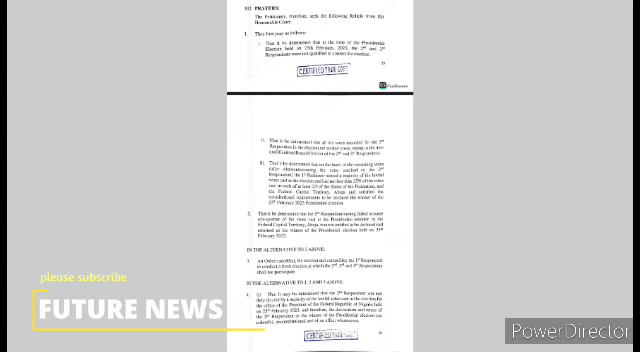 102. PRAYERS:
The Petitioners, therefore, seek the following Reliefs from this
Honourable Court:
1. They first pray as follows:
i. That it be determined that at the time of the Presidential
Election held on 25th February, 2023, the 2nd and 3rd
Respondents were not qualified to contest the election.
CERTIFIED TRUE COPY
CS CamScanner
ii. That it be determined that all the votes recorded for the 2nd
Respondent in the election are wasted votes, owing to the non-
qualification/disqualification of the 2nd and 3rd Respondents.
iii. That it be determined that on the basis of the remaining votes
(after discountenancing the votes credited to the 2nd
Respondent) the 1st Petitioner scored a majority of the lawful
votes cast at the election and had not less than 25% of the votes
cast in each of at least 2/3 of the States of the Federation, and
the Federal Capital Territory, Abuja and satisfied the
constitutional requirements to be declared the winner of the
25th February 2023 Presidential election.
2. That it be determined that the 2nd Respondent having failed to score
one-quarter of the votes cast at the Presidential election in the
Federal Capital Territory, Abuja, was not entitled to be declared and
returned as the winner of the Presidential election held on 25th
February 2023.
IN THE ALTERNATIVE TO 2 ABOVE:
3. An Order cancelling the election and compelling the 1st Respondent
to conduct a fresh election at which the 2nd, 3rd and 4th Respondents
shall not participate.
IN THE ALTERNATIVE TO 1, 2 AND 3 ABOVE:
4. (i) That it may be determined that the 2nd Respondent was not
duly elected by a majority of the lawful votes cast in the election for
the office of the President of the Federal Republic of Nigeria held
on 25th February 2023; and therefore, the declaration and return of
the 2nd Respondent as the winner of the Presidential election are
unlawful, unconstitutional and of no effect whatsoever.
CERTIFIED TRUE COPY
please subscribe
FUTURE NEWS
PowerDirector